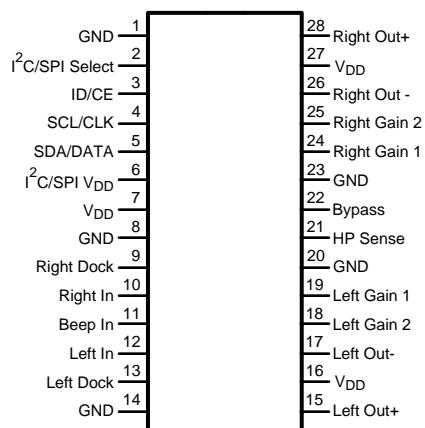 GND 1
I²C/SPI Select 2
ID/CE 3
SCL/CLK 4
SDA/DATA 5
I²C/SPI VDD 6
VDD 7
GND 8
Right Dock 9
Right In 10
Beep In 11
Left In 12
Left Dock 13
GND 14
28 Right Out+
27 VDD
26 Right Out -
25 Right Gain 2
24 Right Gain 1
23 GND
22 Bypass
21 HP Sense
20 GND
19 Left Gain 1
18 Left Gain 2
17 Left Out-
16 VDD
15 Left Out+